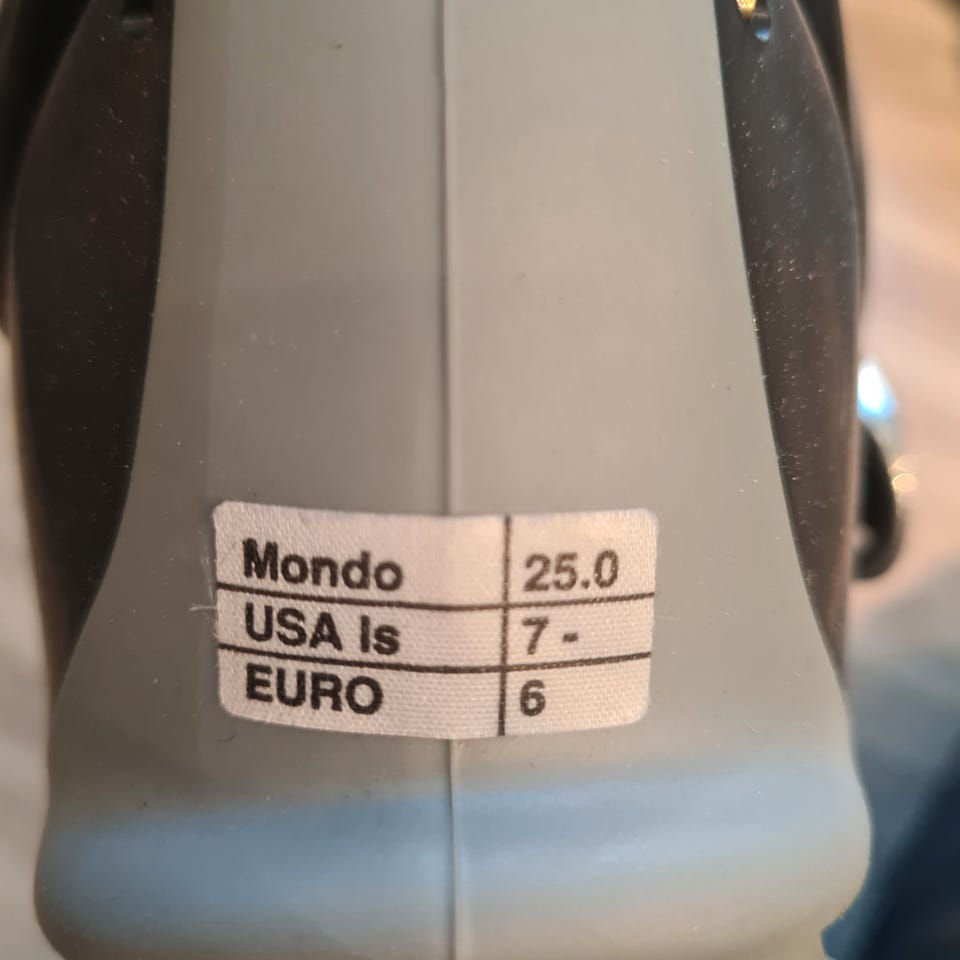 Mondo 25.0
USA ls 7 -
EURO 6